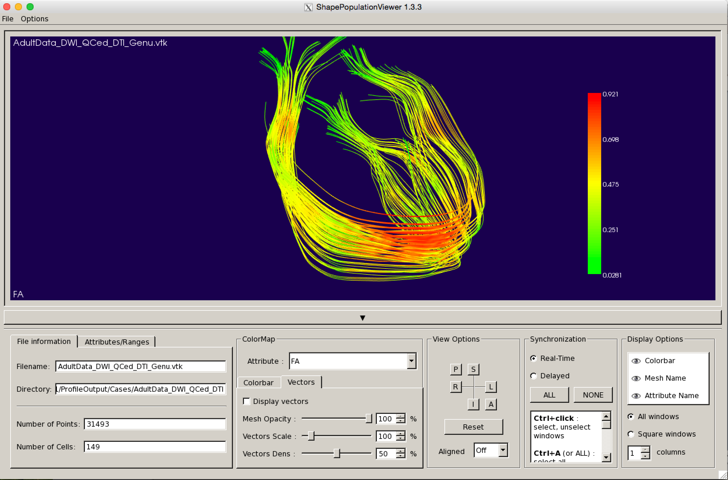 ShapePopulationViewer 1.3.3
File Options
AdultData_DWI_QCed_DTI_Genu.vtk
0.921
0.698
0.475
0.251
0.0281
FA
▼
File information Attributes/Ranges
Filename: AdultData_DWI_QCed_DTI_Genu.vtk
Directory: /ProfileOutput/Cases/AdultData_DWI_QCed_DTI
Number of Points: 31493
Number of Cells: 149
ColorMap
Attribute : FA
Colorbar Vectors
Display vectors
Mesh Opacity : 100 %
Vectors Scale : 100 %
Vectors Dens : 50 %
View Options
P S
R L
I A
Reset
Aligned Off
Synchronization
Real-Time
Delayed
ALL NONE
Ctrl+click :
select, unselect
windows
Ctrl+A (or ALL) :
select all
Display Options
Colorbar
Mesh Name
Attribute Name
All windows
Square windows
1 columns